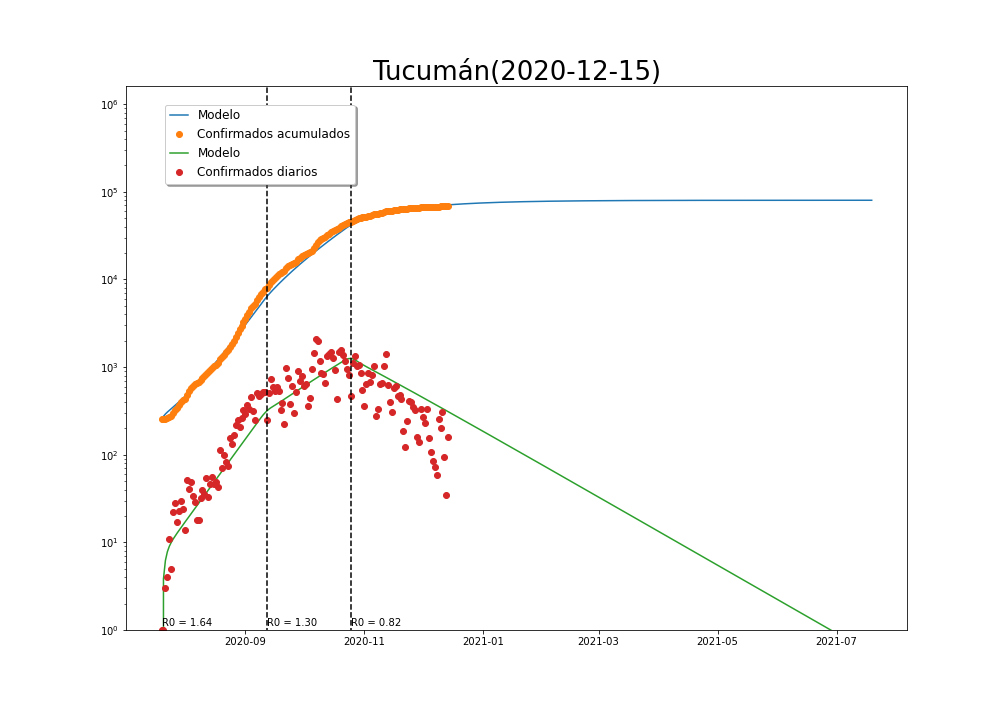 Tucumán(2020-12-15)
Modelo
Confirmados acumulados
Modelo
Confirmados diarios
10⁶
10⁵
10⁴
10³
10²
10¹
10⁰
R0 = 1.64
R0 = 1.30
R0 = 0.82
2020-09
2020-11
2021-01
2021-03
2021-05
2021-07